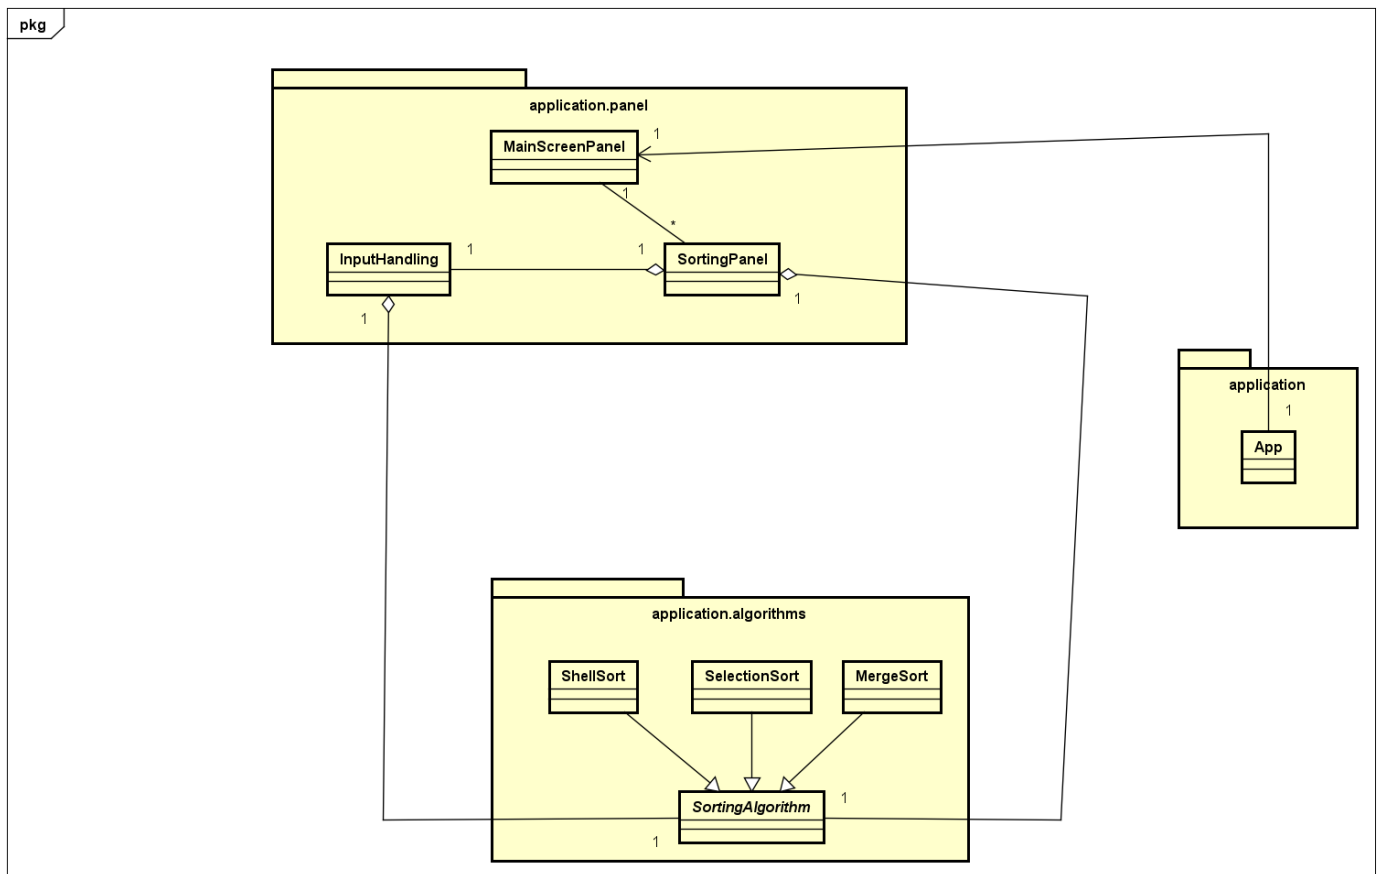 pkg
application.panel
MainScreenPanel
1
1
*
InputHandling
1
1
SortingPanel
1
1
application
1
App
application.algorithms
ShellSort
SelectionSort
MergeSort
SortingAlgorithm
1
1